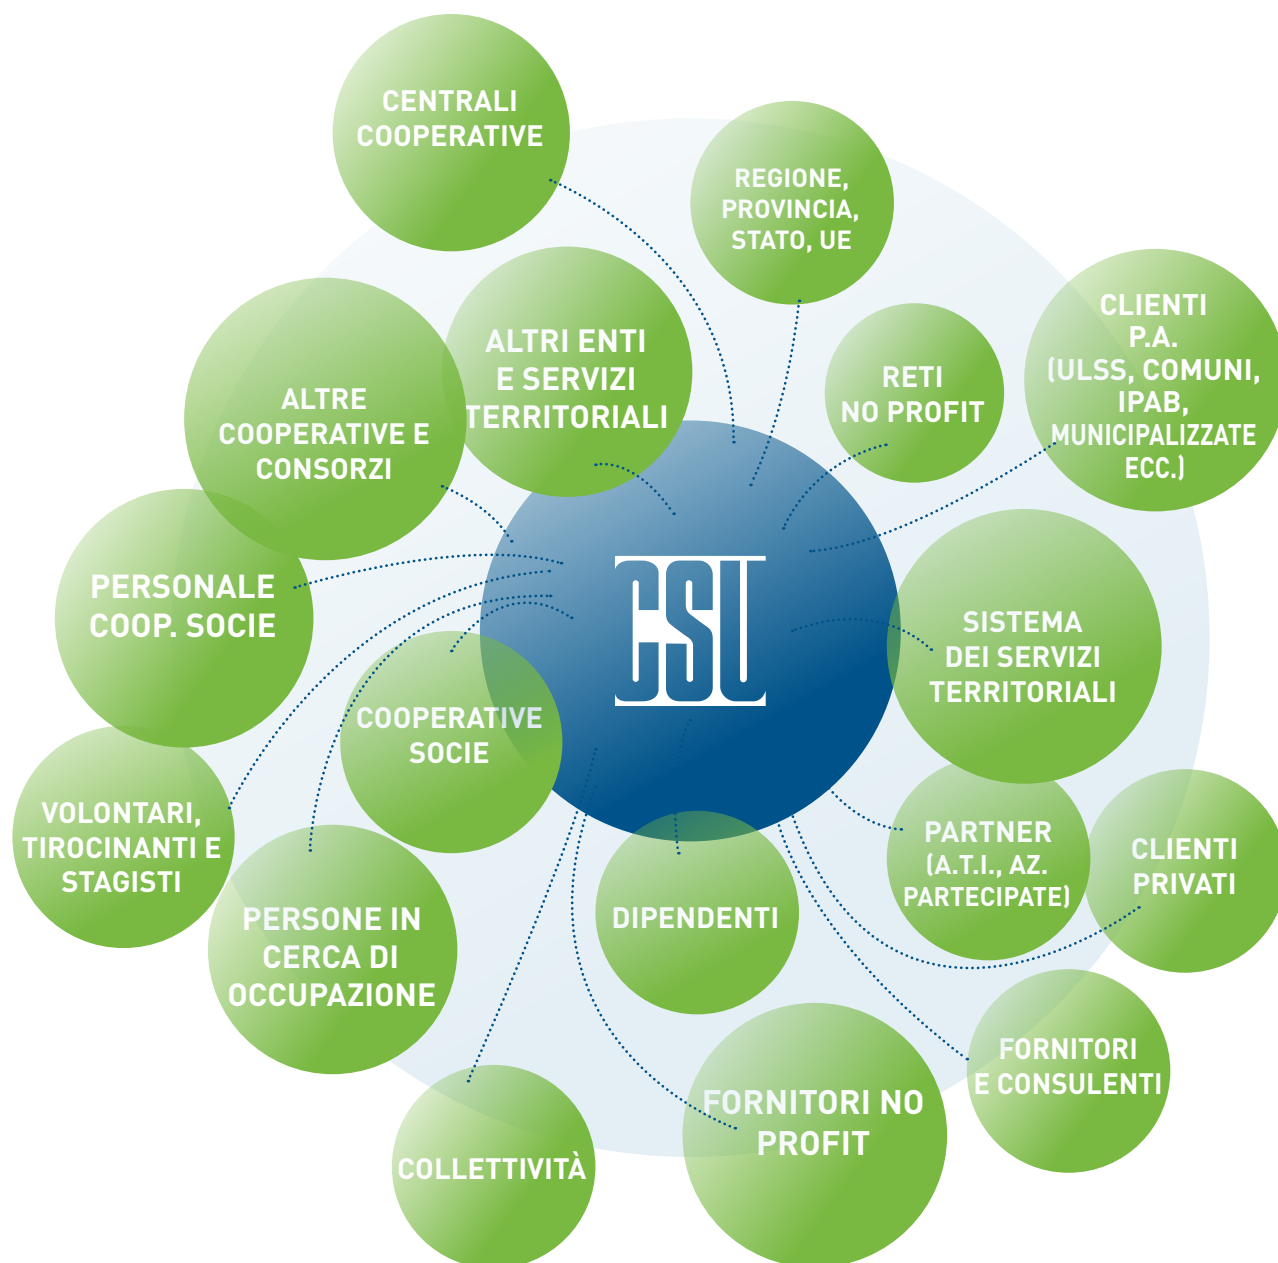 CENTRALI
COOPERATIVE
REGIONE,
PROVINCIA,
STATO, UE
CLIENTI
P.A.
(ULSS, COMUNI,
IPAB,
MUNICIPALIZZATE
ECC.)
ALTRI ENTI
E SERVIZI
TERRITORIALI
RETI
NO PROFIT
ALTRE
COOPERATIVE E
CONSORZI
PERSONALE
COOP. SOCIE
CSU
SISTEMA
DEI SERVIZI
TERRITORIALI
COOPERATIVE
SOCIE
VOLONTARI,
TIROCINANTI E
STAGISTI
PARTNER
(A.T.I., AZ.
PARTECIPATE)
CLIENTI
PRIVATI
PERSONE IN
CERCA DI
OCCUPAZIONE
DIPENDENTI
FORNITORI
E CONSULENTI
FORNITORI NO
PROFIT
COLLETTIVITÀ